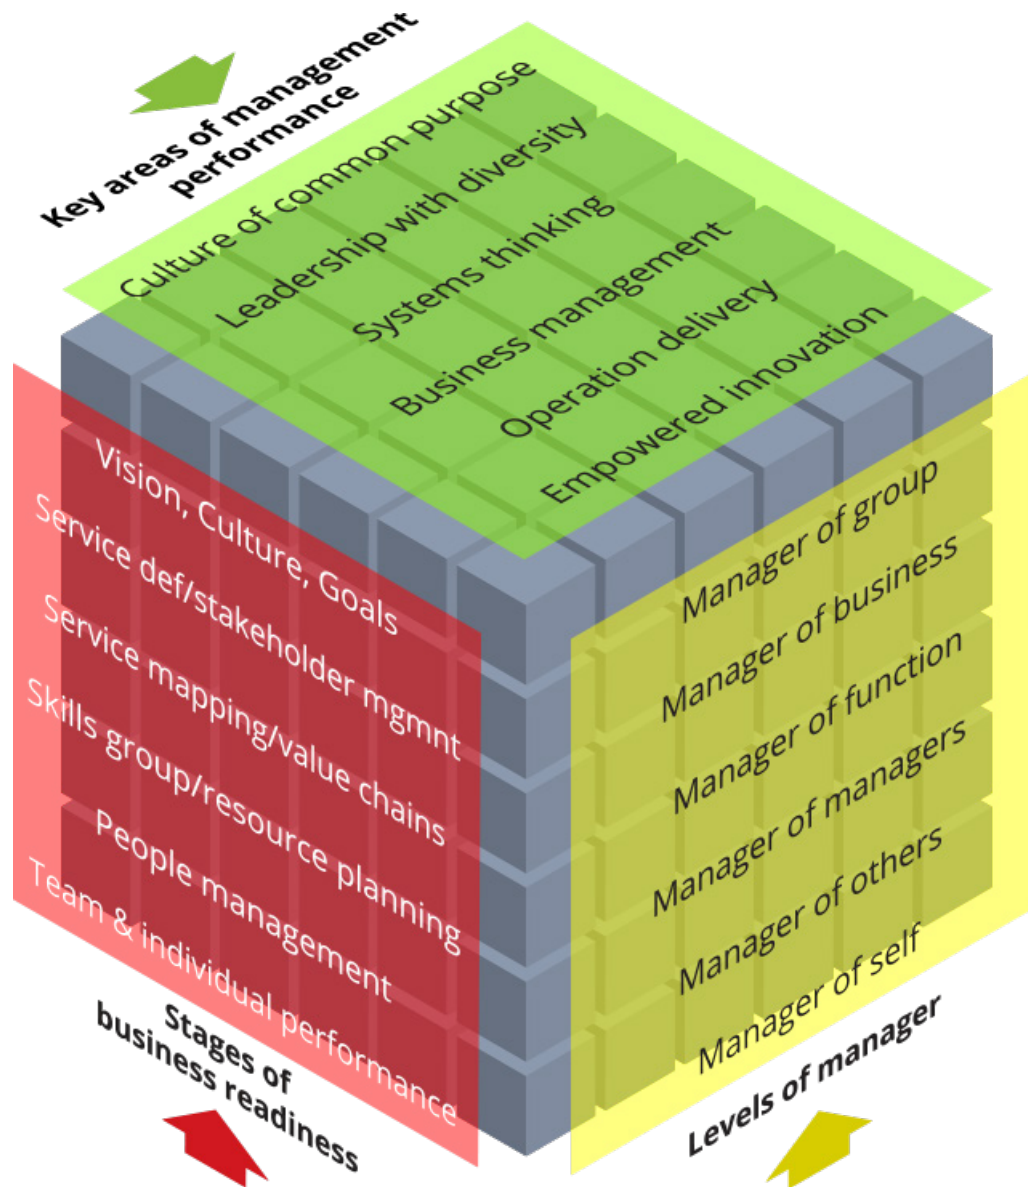 Key areas of management
performance
Culture of common purpose
Leadership with diversity
Systems thinking
Business management
Operation delivery
Empowered innovation
Vision, Culture, Goals
Service def/stakeholder mgmnt
Service mapping/value chains
Skills group/resource planning
People management
Team & individual performance
Stages of
business readiness
Manager of group
Manager of business
Manager of function
Manager of managers
Manager of others
Manager of self
Levels of manager